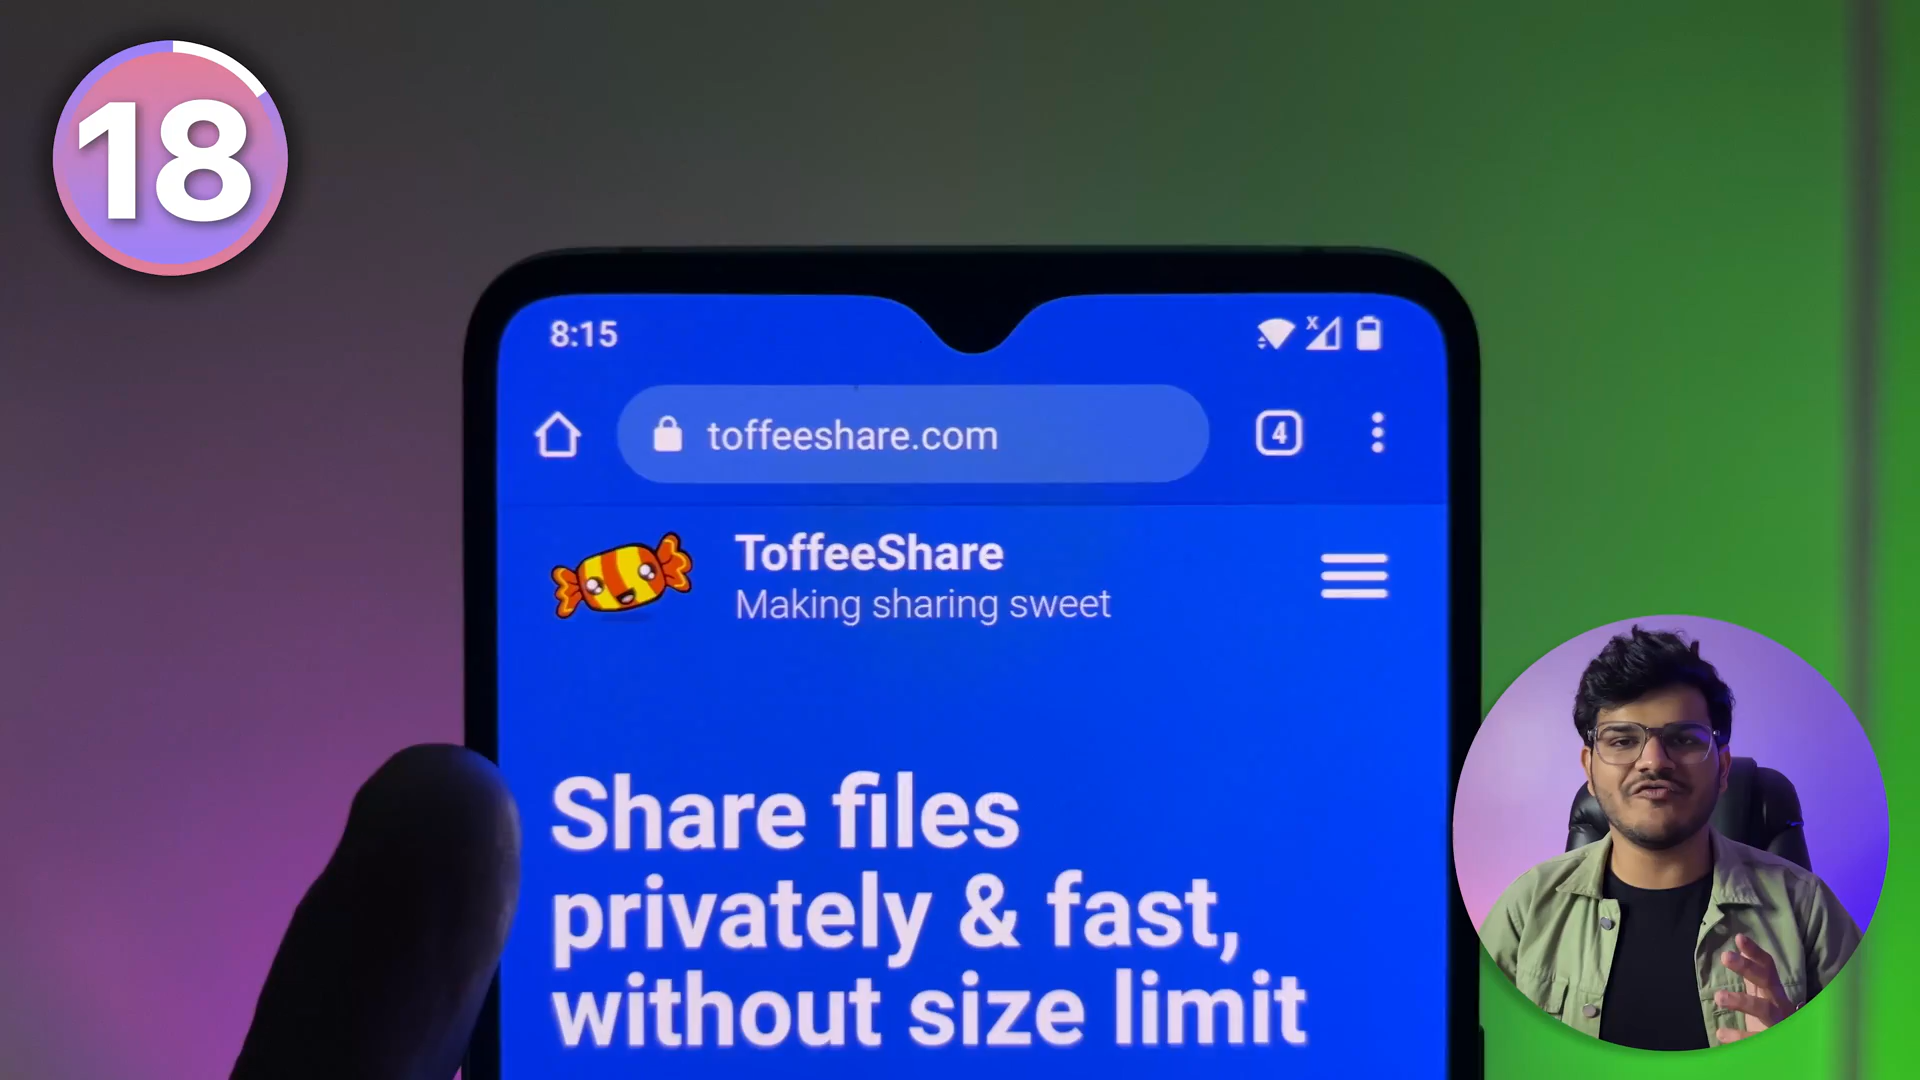 18
8:15
toffeeshare.com
4
ToffeeShare
Making sharing sweet
Share files
privately & fast,
without size limit